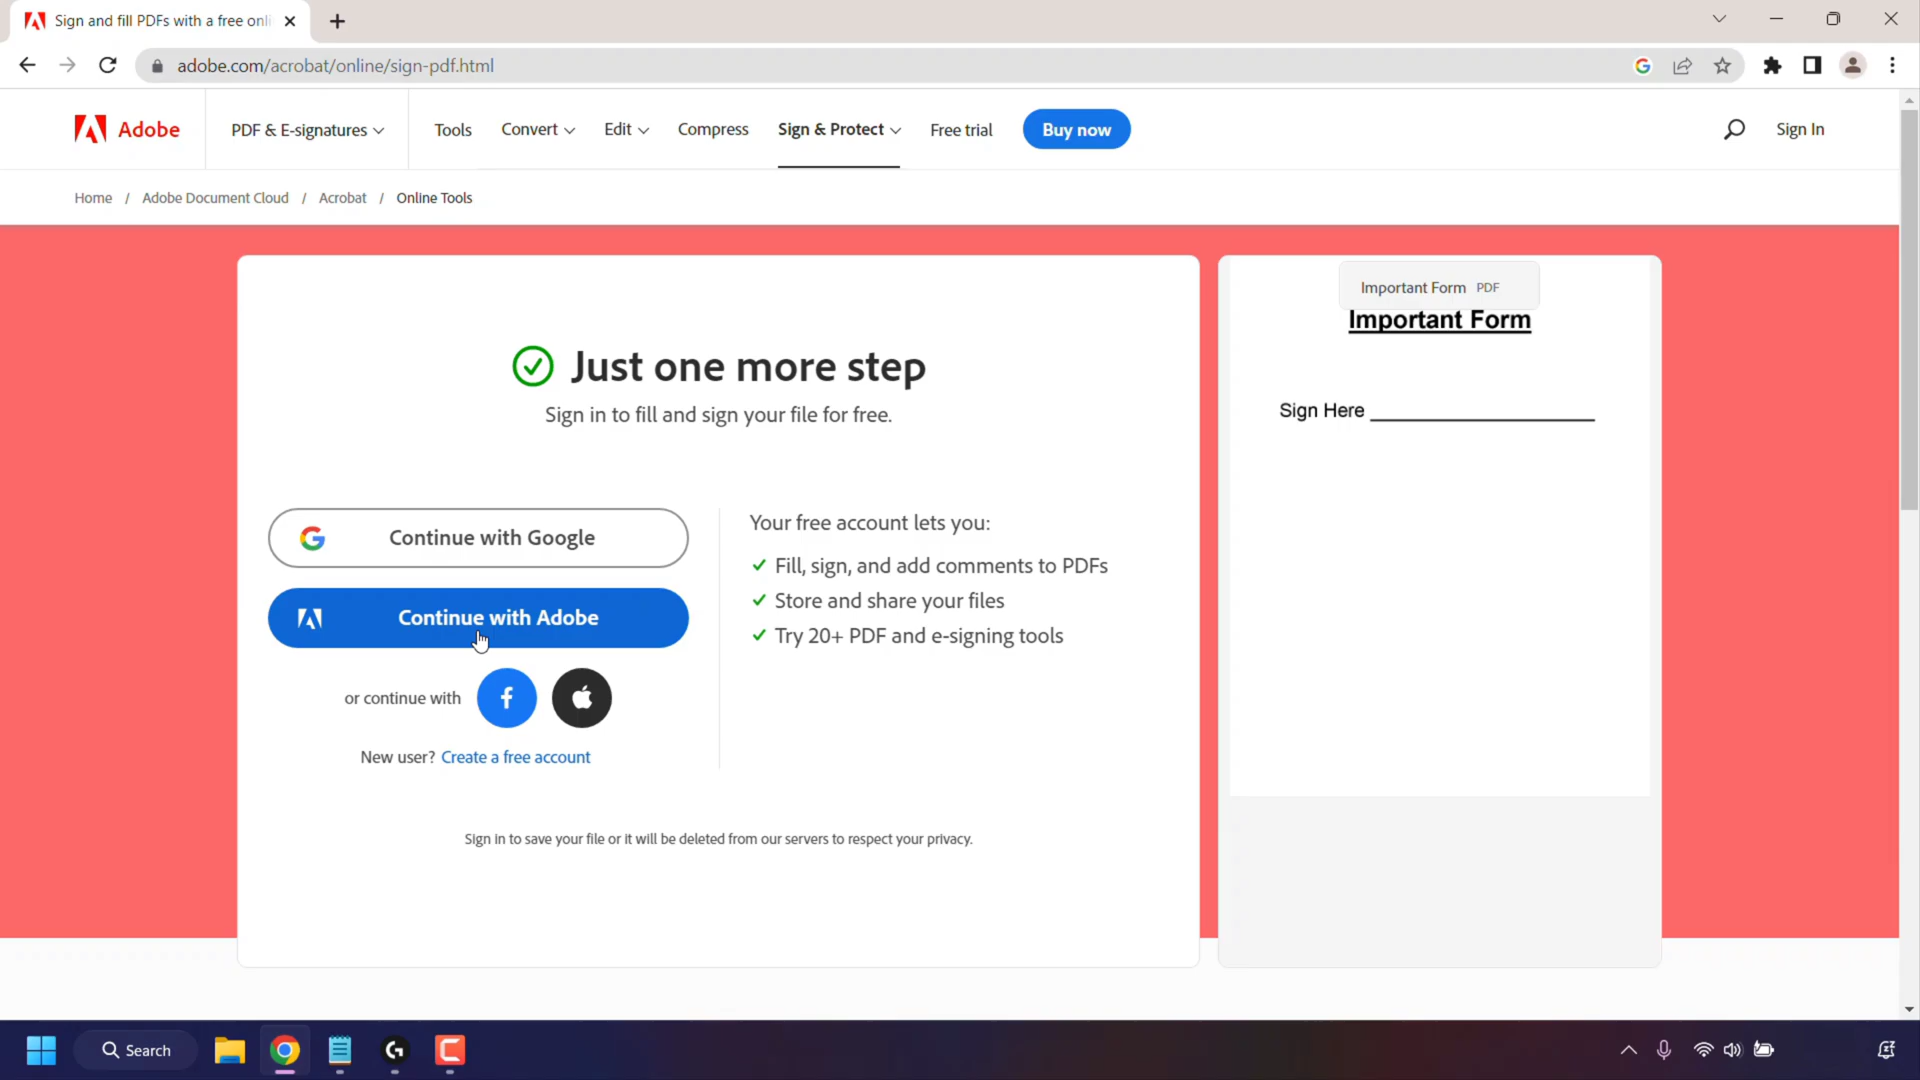 Sign and fill PDFs with a free onli
adobe.com/acrobat/online/sign-pdf.html
Adobe
PDF & E-signatures
Tools
Convert
Edit
Compress
Sign & Protect
Free trial
Buy now
Sign In
Home / Adobe Document Cloud / Acrobat / Online Tools
Just one more step
Sign in to fill and sign your file for free.
Continue with Google
Continue with Adobe
or continue with
New user? Create a free account
Your free account lets you:
Fill, sign, and add comments to PDFs
Store and share your files
Try 20+ PDF and e-signing tools
Sign in to save your file or it will be deleted from our servers to respect your privacy.
Important Form PDF
Important Form
Sign Here ____________________
Search